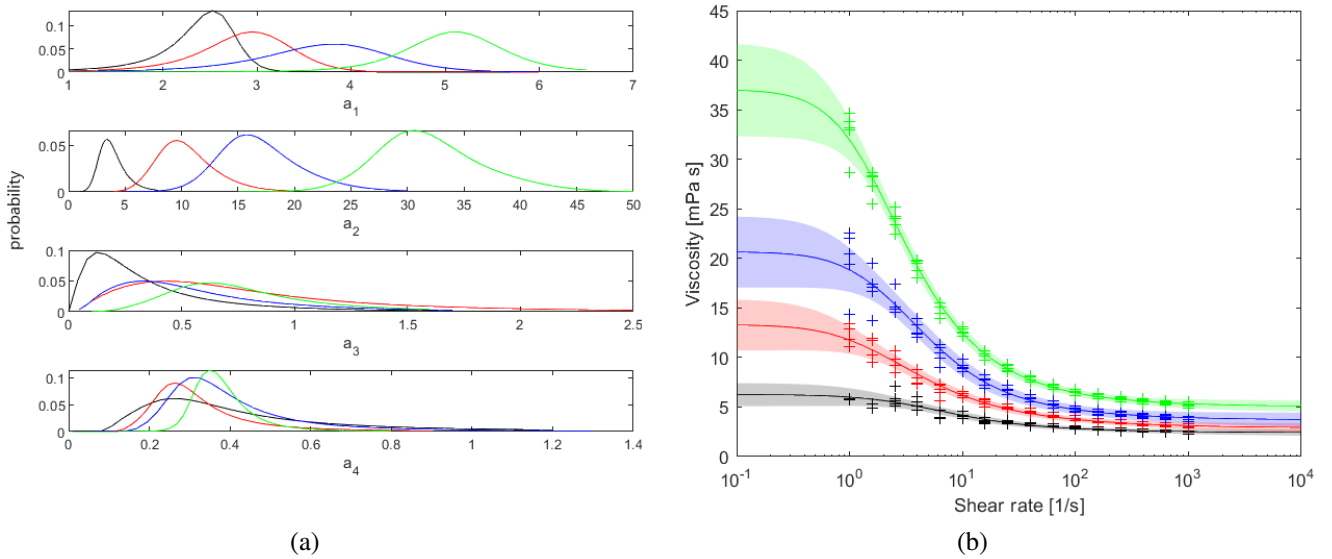 probability
0.1
0.05
0
1 2 3 4 5 6 7
a1
0.05
0
0 5 10 15 20 25 30 35 40 45 50
a2
0.1
0.05
0
0 0.5 1 1.5 2 2.5
a3
0.1
0.05
0
0 0.2 0.4 0.6 0.8 1 1.2 1.4
a4
(a)
Viscosity [mPa s]
45
40
35
30
25
20
15
10
5
0
10-1 100 101 102 103 104
Shear rate [1/s]
(b)